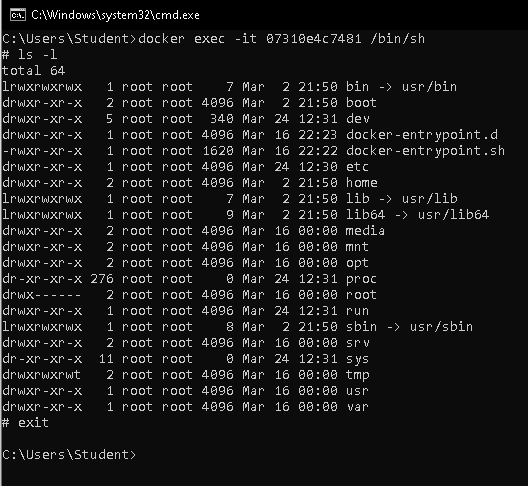 C:\Windows\system32\cmd.exe
C:\Users\Student>docker exec -it 07310e4c7481 /bin/sh
# ls -l
total 64
lrwxrwxrwx   1 root root    7 Mar  2 21:50 bin -> usr/bin
drwxr-xr-x   2 root root 4096 Mar  2 21:50 boot
drwxr-xr-x   5 root root  340 Mar 24 12:31 dev
drwxr-xr-x   1 root root 4096 Mar 16 22:23 docker-entrypoint.d
-rwxr-xr-x   1 root root 1620 Mar 16 22:22 docker-entrypoint.sh
drwxr-xr-x   1 root root 4096 Mar 24 12:30 etc
drwxr-xr-x   2 root root 4096 Mar  2 21:50 home
lrwxrwxrwx   1 root root    7 Mar  2 21:50 lib -> usr/lib
lrwxrwxrwx   1 root root    9 Mar  2 21:50 lib64 -> usr/lib64
drwxr-xr-x   2 root root 4096 Mar 16 00:00 media
drwxr-xr-x   2 root root 4096 Mar 16 00:00 mnt
drwxr-xr-x   2 root root 4096 Mar 16 00:00 opt
dr-xr-xr-x 276 root root    0 Mar 24 12:31 proc
drwx------   2 root root 4096 Mar 16 00:00 root
drwxr-xr-x   1 root root 4096 Mar 24 12:31 run
lrwxrwxrwx   1 root root    8 Mar  2 21:50 sbin -> usr/sbin
drwxr-xr-x   2 root root 4096 Mar 16 00:00 srv
dr-xr-xr-x  11 root root    0 Mar 24 12:31 sys
drwxrwxrwt   2 root root 4096 Mar 16 00:00 tmp
drwxr-xr-x   1 root root 4096 Mar 16 00:00 usr
drwxr-xr-x   1 root root 4096 Mar 16 00:00 var
# exit
C:\Users\Student>